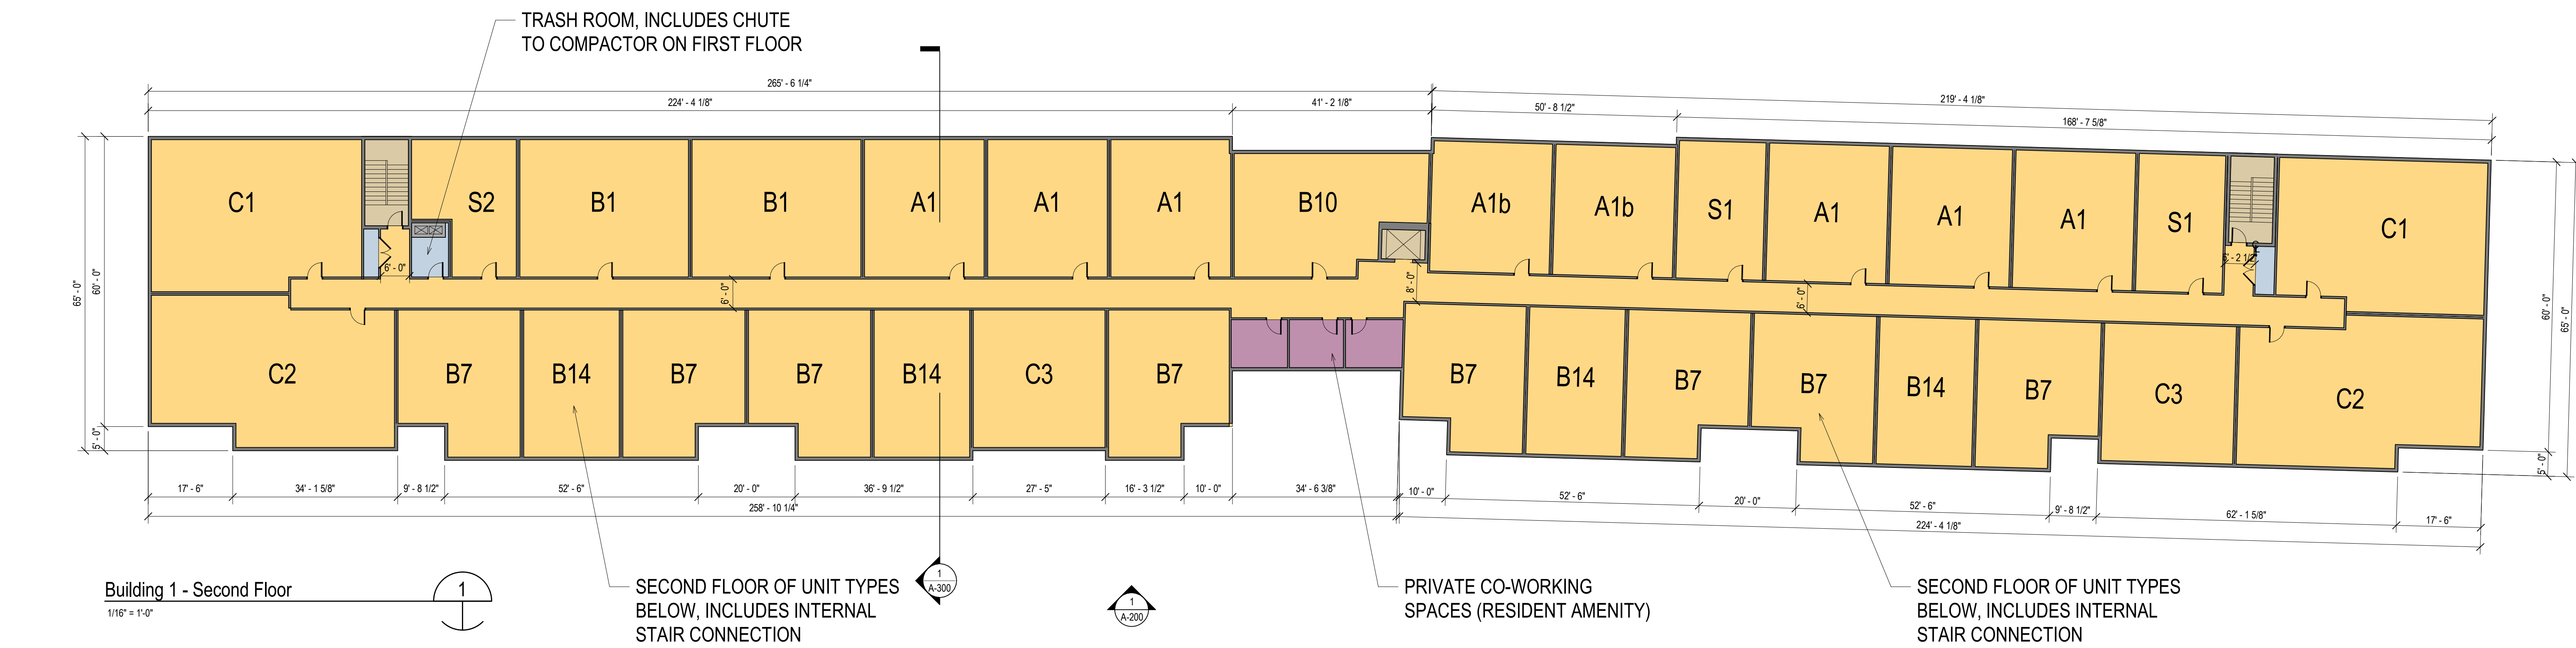 TRASH ROOM, INCLUDES CHUTE
TO COMPACTOR ON FIRST FLOOR
265' - 6 1/4"
219' - 4 1/8"
224' - 4 1/8"
41' - 2 1/8"
50' - 8 1/2"
168' - 7 5/8"
C1
S2
B1
B1
A1
A1
A1
B10
A1b
A1b
S1
A1
A1
A1
S1
C1
6' - 0"
6' - 2 1/2"
65' - 0"
60' - 0"
6' - 0"
8' - 0"
6' - 0"
60' - 0"
65' - 0"
C2
B7
B14
B7
B7
B14
C3
B7
B7
B14
B7
B7
B14
B7
C3
C2
5' - 0"
5' - 0"
17' - 6"
34' - 1 5/8"
9' - 8 1/2"
52' - 6"
20' - 0"
36' - 9 1/2"
27' - 5"
16' - 3 1/2"
10' - 0"
34' - 6 3/8"
10' - 0"
52' - 6"
20' - 0"
52' - 6"
9' - 8 1/2"
62' - 1 5/8"
17' - 6"
258' - 10 1/4"
224' - 4 1/8"
Building 1 - Second Floor
1/16" = 1'-0"
1
SECOND FLOOR OF UNIT TYPES
BELOW, INCLUDES INTERNAL
STAIR CONNECTION
1
A-300
1
A-200
PRIVATE CO-WORKING
SPACES (RESIDENT AMENITY)
SECOND FLOOR OF UNIT TYPES
BELOW, INCLUDES INTERNAL
STAIR CONNECTION